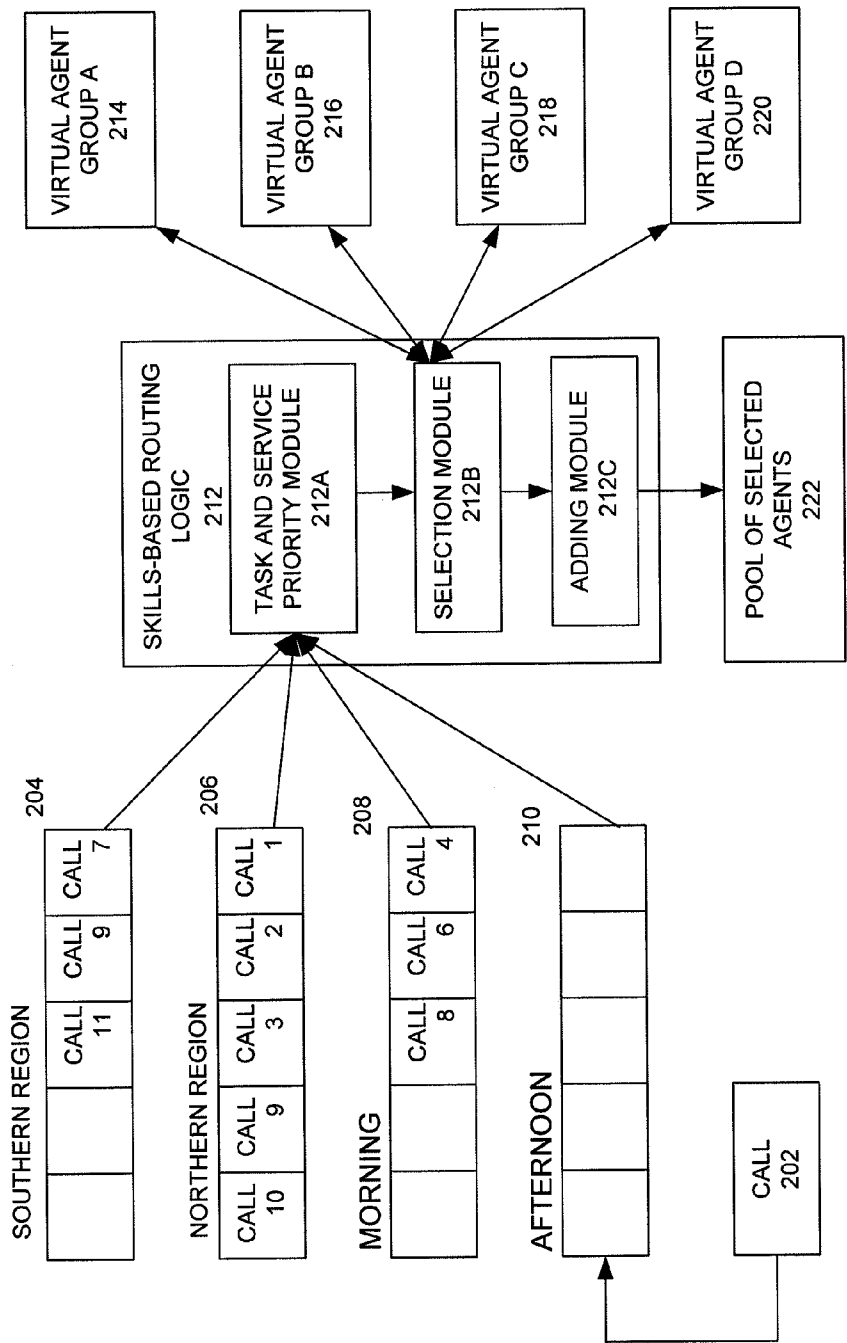 SOUTHERN REGION
204
CALL
11
CALL
9
CALL
7
NORTHERN REGION
206
CALL
10
CALL
9
CALL
3
CALL
2
CALL
1
MORNING
208
CALL
8
CALL
6
CALL
4
AFTERNOON
210
CALL
202
SKILLS-BASED ROUTING
LOGIC
212
TASK AND SERVICE
PRIORITY MODULE
212A
SELECTION MODULE
212B
ADDING MODULE
212C
POOL OF SELECTED
AGENTS
222
VIRTUAL AGENT
GROUP A
214
VIRTUAL AGENT
GROUP B
216
VIRTUAL AGENT
GROUP C
218
VIRTUAL AGENT
GROUP D
220